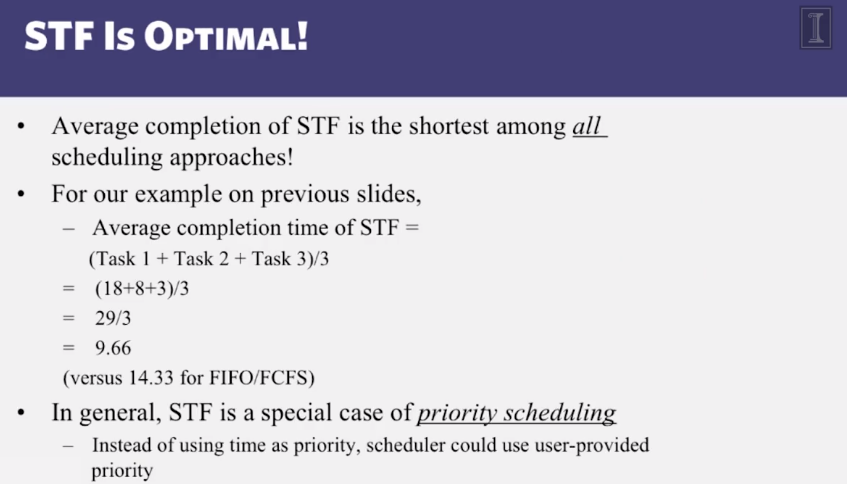 STF IS OPTIMAL!
I
• Average completion of STF is the shortest among all
scheduling approaches!
• For our example on previous slides,
– Average completion time of STF =
(Task 1 + Task 2 + Task 3)/3
= (18+8+3)/3
= 29/3
= 9.66
(versus 14.33 for FIFO/FCFS)
• In general, STF is a special case of priority scheduling
– Instead of using time as priority, scheduler could use user-provided
priority